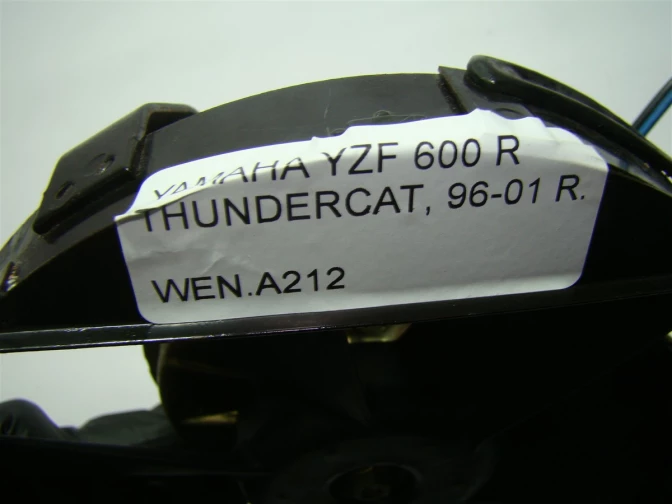 YAMAHA YZF 600 R
THUNDERCAT, 96-01 R.
WEN.A212